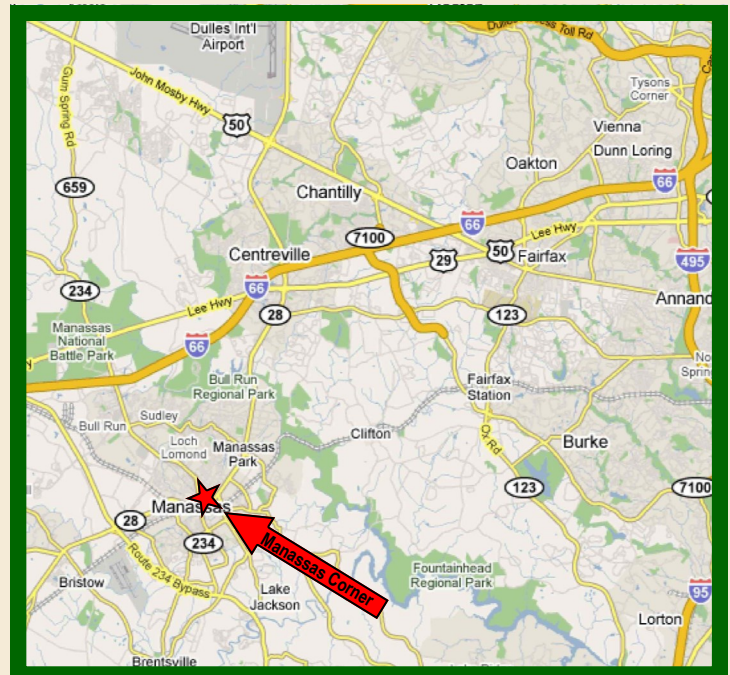 Dulles Int'l
Airport
Toll Rd
John Mosby Hwy
Gum Spring Rd
50
Tysons
Corner
Vienna
Dunn Loring
Oakton
66
659
Chantilly
66
Lee Hwy
7100
Centreville
29
50
Fairfax
495
234
66
Lee Hwy
28
123
Annand
Manassas
National
Battle Park
66
Bull Run
Regional Park
Fairfax
Station
Sudley
Bull Run
Loch
Lomond
Manassas
Park
Clifton
Ox Rd
Burke
123
7100
Manassas
28
234
Manassas Corner
Route 234 Bypass
Bristow
Lake
Jackson
Fountainhead
Regional Park
95
Lorton
Brentsville